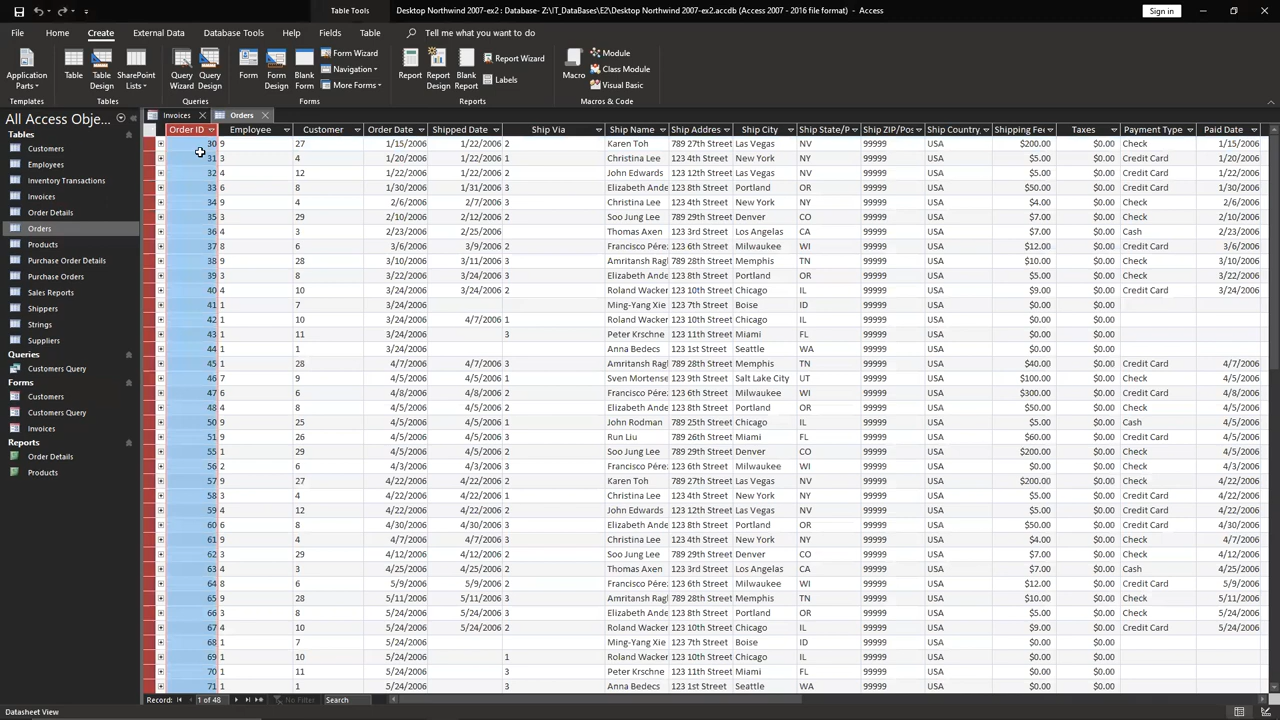 Table Tools Desktop Northwind 2007-ex2 : Database- Z:\IT_DataBases\E2\Desktop Northwind 2007-ex2.accdb (Access 2007 - 2016 file format) - Access Sign in
File Home Create External Data Database Tools Help Fields Table Tell me what you want to do
Application Parts Table Table Design SharePoint Lists Query Wizard Query Design Form Form Design Blank Form Form Wizard Navigation More Forms Report Report Design Blank Report Report Wizard Labels Macro Module Class Module Visual Basic
Templates Tables Queries Forms Reports Macros & Code
All Access Obje...
Tables
Customers
Employees
Inventory Transactions
Invoices
Order Details
Orders
Products
Purchase Order Details
Purchase Orders
Sales Reports
Shippers
Strings
Suppliers
Queries
Customers Query
Forms
Customers
Customers Query
Invoices
Reports
Order Details
Products
Invoices Orders
Order ID Employee Customer Order Date Shipped Date Ship Via Ship Name Ship Addres Ship City Ship State/P Ship ZIP/Pos Ship Country Shipping Fee Taxes Payment Type Paid Date
30 9 27 1/15/2006 1/22/2006 2 Karen Toh 789 27th Street Las Vegas NV 99999 USA $200.00 $0.00 Check 1/15/2006
31 3 4 1/20/2006 1/22/2006 1 Christina Lee 123 4th Street New York NY 99999 USA $5.00 $0.00 Credit Card 1/20/2006
32 4 12 1/22/2006 1/22/2006 2 John Edwards 123 12th Street Las Vegas NV 99999 USA $5.00 $0.00 Credit Card 1/22/2006
33 6 8 1/30/2006 1/31/2006 3 Elizabeth Ande 123 8th Street Portland OR 99999 USA $50.00 $0.00 Credit Card 1/30/2006
34 9 4 2/6/2006 2/7/2006 3 Christina Lee 123 4th Street New York NY 99999 USA $4.00 $0.00 Check 2/6/2006
35 3 29 2/10/2006 2/12/2006 2 Soo Jung Lee 789 29th Street Denver CO 99999 USA $7.00 $0.00 Check 2/10/2006
36 4 3 2/23/2006 2/25/2006 Thomas Axen 123 3rd Street Los Angelas CA 99999 USA $7.00 $0.00 Cash 2/23/2006
37 8 6 3/6/2006 3/9/2006 2 Francisco Pére: 123 6th Street Milwaukee WI 99999 USA $12.00 $0.00 Credit Card 3/6/2006
38 9 28 3/10/2006 3/11/2006 3 Amritansh Ragl 789 28th Street Memphis TN 99999 USA $10.00 $0.00 Check 3/10/2006
39 3 8 3/22/2006 3/24/2006 3 Elizabeth Ande 123 8th Street Portland OR 99999 USA $5.00 $0.00 Check 3/22/2006
40 4 10 3/24/2006 3/24/2006 2 Roland Wacker 123 10th Street Chicago IL 99999 USA $9.00 $0.00 Credit Card 3/24/2006
41 1 7 3/24/2006 Ming-Yang Xie 123 7th Street Boise ID 99999 USA $0.00 $0.00
42 1 10 3/24/2006 4/7/2006 1 Roland Wacker 123 10th Street Chicago IL 99999 USA $0.00 $0.00
43 1 11 3/24/2006 3 Peter Krschne 123 11th Street Miami FL 99999 USA $0.00 $0.00
44 1 1 3/24/2006 Anna Bedecs 123 1st Street Seattle WA 99999 USA $0.00 $0.00
45 1 28 4/7/2006 4/7/2006 3 Amritansh Ragl 789 28th Street Memphis TN 99999 USA $40.00 $0.00 Credit Card 4/7/2006
46 7 9 4/5/2006 4/5/2006 1 Sven Mortense 123 9th Street Salt Lake City UT 99999 USA $100.00 $0.00 Check 4/5/2006
47 6 6 4/8/2006 4/8/2006 2 Francisco Pére: 123 6th Street Milwaukee WI 99999 USA $300.00 $0.00 Credit Card 4/8/2006
48 4 8 4/5/2006 4/5/2006 2 Elizabeth Ande 123 8th Street Portland OR 99999 USA $50.00 $0.00 Check 4/5/2006
50 9 25 4/5/2006 4/5/2006 1 John Rodman 789 25th Street Chicago IL 99999 USA $5.00 $0.00 Cash 4/5/2006
51 9 26 4/5/2006 4/5/2006 3 Run Liu 789 26th Street Miami FL 99999 USA $60.00 $0.00 Credit Card 4/5/2006
55 1 29 4/5/2006 4/5/2006 2 Soo Jung Lee 789 29th Street Denver CO 99999 USA $200.00 $0.00 Check 4/5/2006
56 2 6 4/3/2006 4/3/2006 3 Francisco Pére: 123 6th Street Milwaukee WI 99999 USA $0.00 $0.00 Check 4/3/2006
57 9 27 4/22/2006 4/22/2006 2 Karen Toh 789 27th Street Las Vegas NV 99999 USA $200.00 $0.00 Check 4/22/2006
58 3 4 4/22/2006 4/22/2006 1 Christina Lee 123 4th Street New York NY 99999 USA $5.00 $0.00 Credit Card 4/22/2006
59 4 12 4/22/2006 4/22/2006 2 John Edwards 123 12th Street Las Vegas NV 99999 USA $5.00 $0.00 Credit Card 4/22/2006
60 6 8 4/30/2006 4/30/2006 3 Elizabeth Ande 123 8th Street Portland OR 99999 USA $50.00 $0.00 Credit Card 4/30/2006
61 9 4 4/7/2006 4/7/2006 3 Christina Lee 123 4th Street New York NY 99999 USA $4.00 $0.00 Check 4/7/2006
62 3 29 4/12/2006 4/12/2006 2 Soo Jung Lee 789 29th Street Denver CO 99999 USA $7.00 $0.00 Check 4/12/2006
63 4 3 4/25/2006 4/25/2006 3 Thomas Axen 123 3rd Street Los Angelas CA 99999 USA $7.00 $0.00 Cash 4/25/2006
64 8 6 5/9/2006 5/9/2006 2 Francisco Pére: 123 6th Street Milwaukee WI 99999 USA $12.00 $0.00 Credit Card 5/9/2006
65 9 28 5/11/2006 5/11/2006 3 Amritansh Ragl 789 28th Street Memphis TN 99999 USA $10.00 $0.00 Check 5/11/2006
66 3 8 5/24/2006 5/24/2006 3 Elizabeth Ande 123 8th Street Portland OR 99999 USA $5.00 $0.00 Check 5/24/2006
67 4 10 5/24/2006 5/24/2006 2 Roland Wacker 123 10th Street Chicago IL 99999 USA $9.00 $0.00 Credit Card 5/24/2006
68 1 7 5/24/2006 Ming-Yang Xie 123 7th Street Boise ID 99999 USA $0.00 $0.00
69 1 10 5/24/2006 1 Roland Wacker 123 10th Street Chicago IL 99999 USA $0.00 $0.00
70 1 11 5/24/2006 3 Peter Krschne 123 11th Street Miami FL 99999 USA $0.00 $0.00
71 1 1 5/24/2006 3 Anna Bedecs 123 1st Street Seattle WA 99999 USA $0.00 $0.00
Record: 1 of 48 No Filter Search
Datasheet View